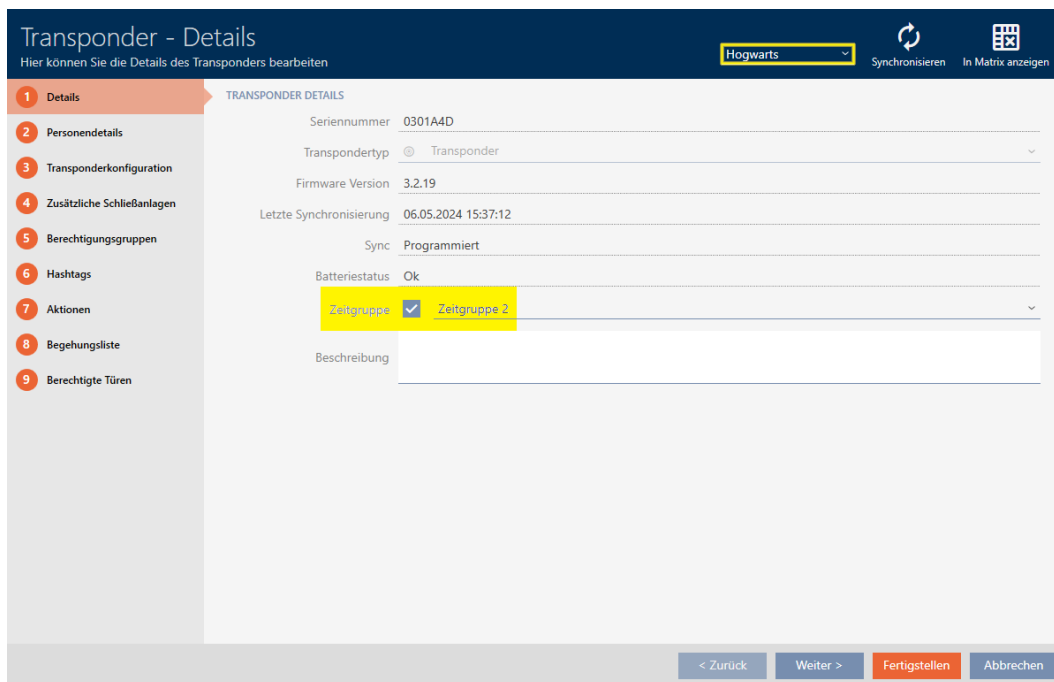 Transponder - Details
Hier können Sie die Details des Transponders bearbeiten
Hogwarts
Synchronisieren
In Matrix anzeigen
1 Details
2 Personendetails
3 Transponderkonfiguration
4 Zusätzliche Schließanlagen
5 Berechtigungsgruppen
6 Hashtags
7 Aktionen
8 Begehungsliste
9 Berechtigte Türen
TRANSPONDER DETAILS
Seriennummer 0301A4D
Transpondertyp Transponder
Firmware Version 3.2.19
Letzte Synchronisierung 06.05.2024 15:37:12
Sync Programmiert
Batteriestatus Ok
Zeitgruppe Zeitgruppe 2
Beschreibung
< Zurück
Weiter >
Fertigstellen
Abbrechen